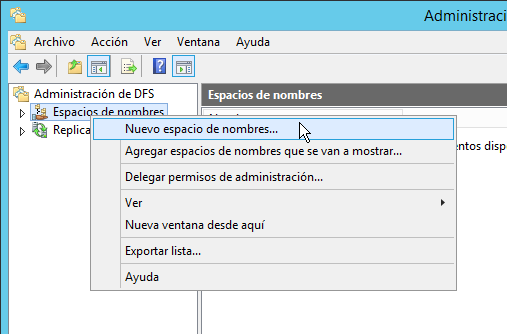 Administraci
Archivo Acción Ver Ventana Ayuda
Administración de DFS
Espacios de nombres
Replica
Espacios de nombres
Nuevo espacio de nombres...
Agregar espacios de nombres que se van a mostrar...
entos disp
Delegar permisos de administración...
Ver
Nueva ventana desde aquí
Exportar lista...
Ayuda